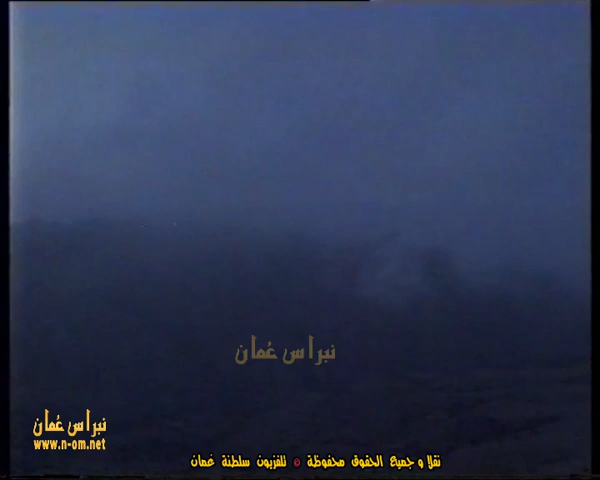 نبراس عُمان
نبراس عُمان
www.n-om.net
نقلا و جميع الحقوق محفوظة © تلفزيون سلطنة عمان